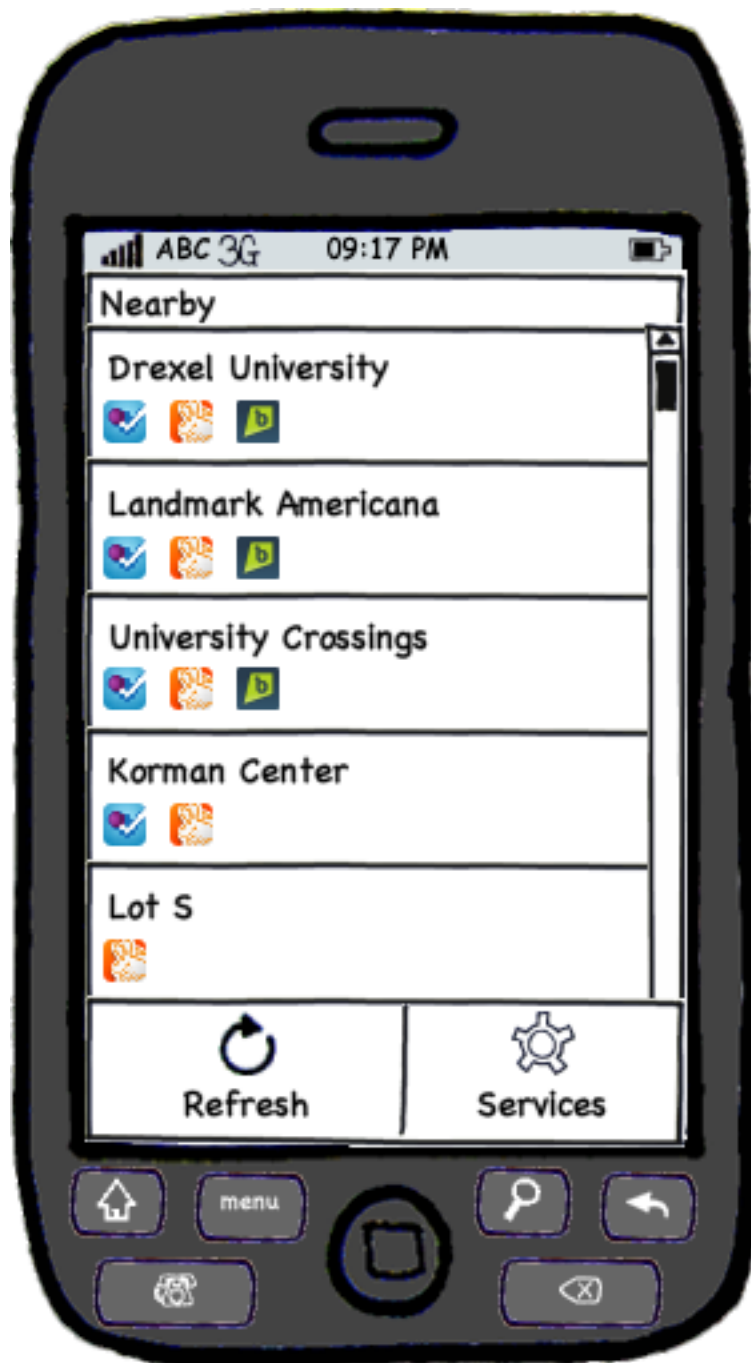 ABC 3G 09:17 PM
Nearby
Drexel University
b
Landmark Americana
b
University Crossings
b
Korman Center
Lot S
Refresh Services
menu